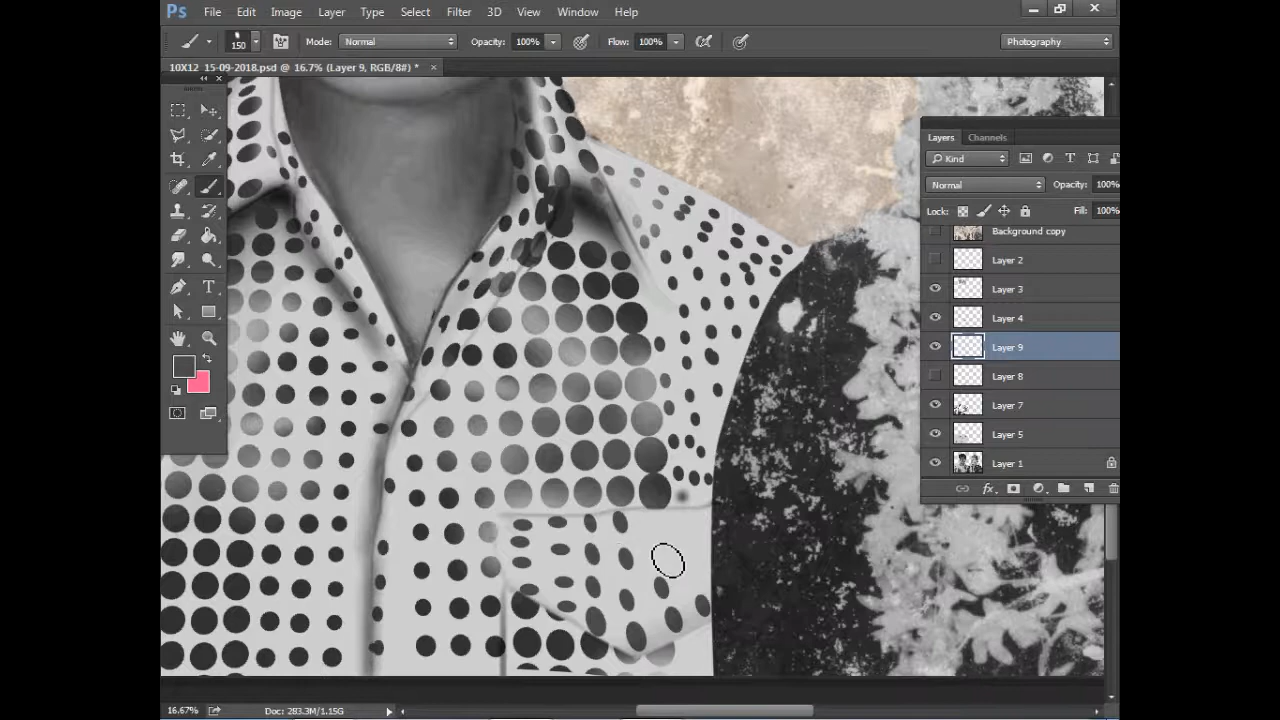 Ps File Edit Image Layer Type Select Filter 3D View Window Help
150 Mode: Normal Opacity: 100% Flow: 100% Photography
10X12 15-09-2018.psd @ 16.7% (Layer 9, RGB/8#) * ×
Layers Channels
Kind
Normal Opacity: 100%
Lock: Fill: 100%
Background copy
Layer 2
Layer 3
Layer 4
Layer 9
Layer 8
Layer 7
Layer 5
Layer 1
16.67% Doc: 283.3M/1.15G